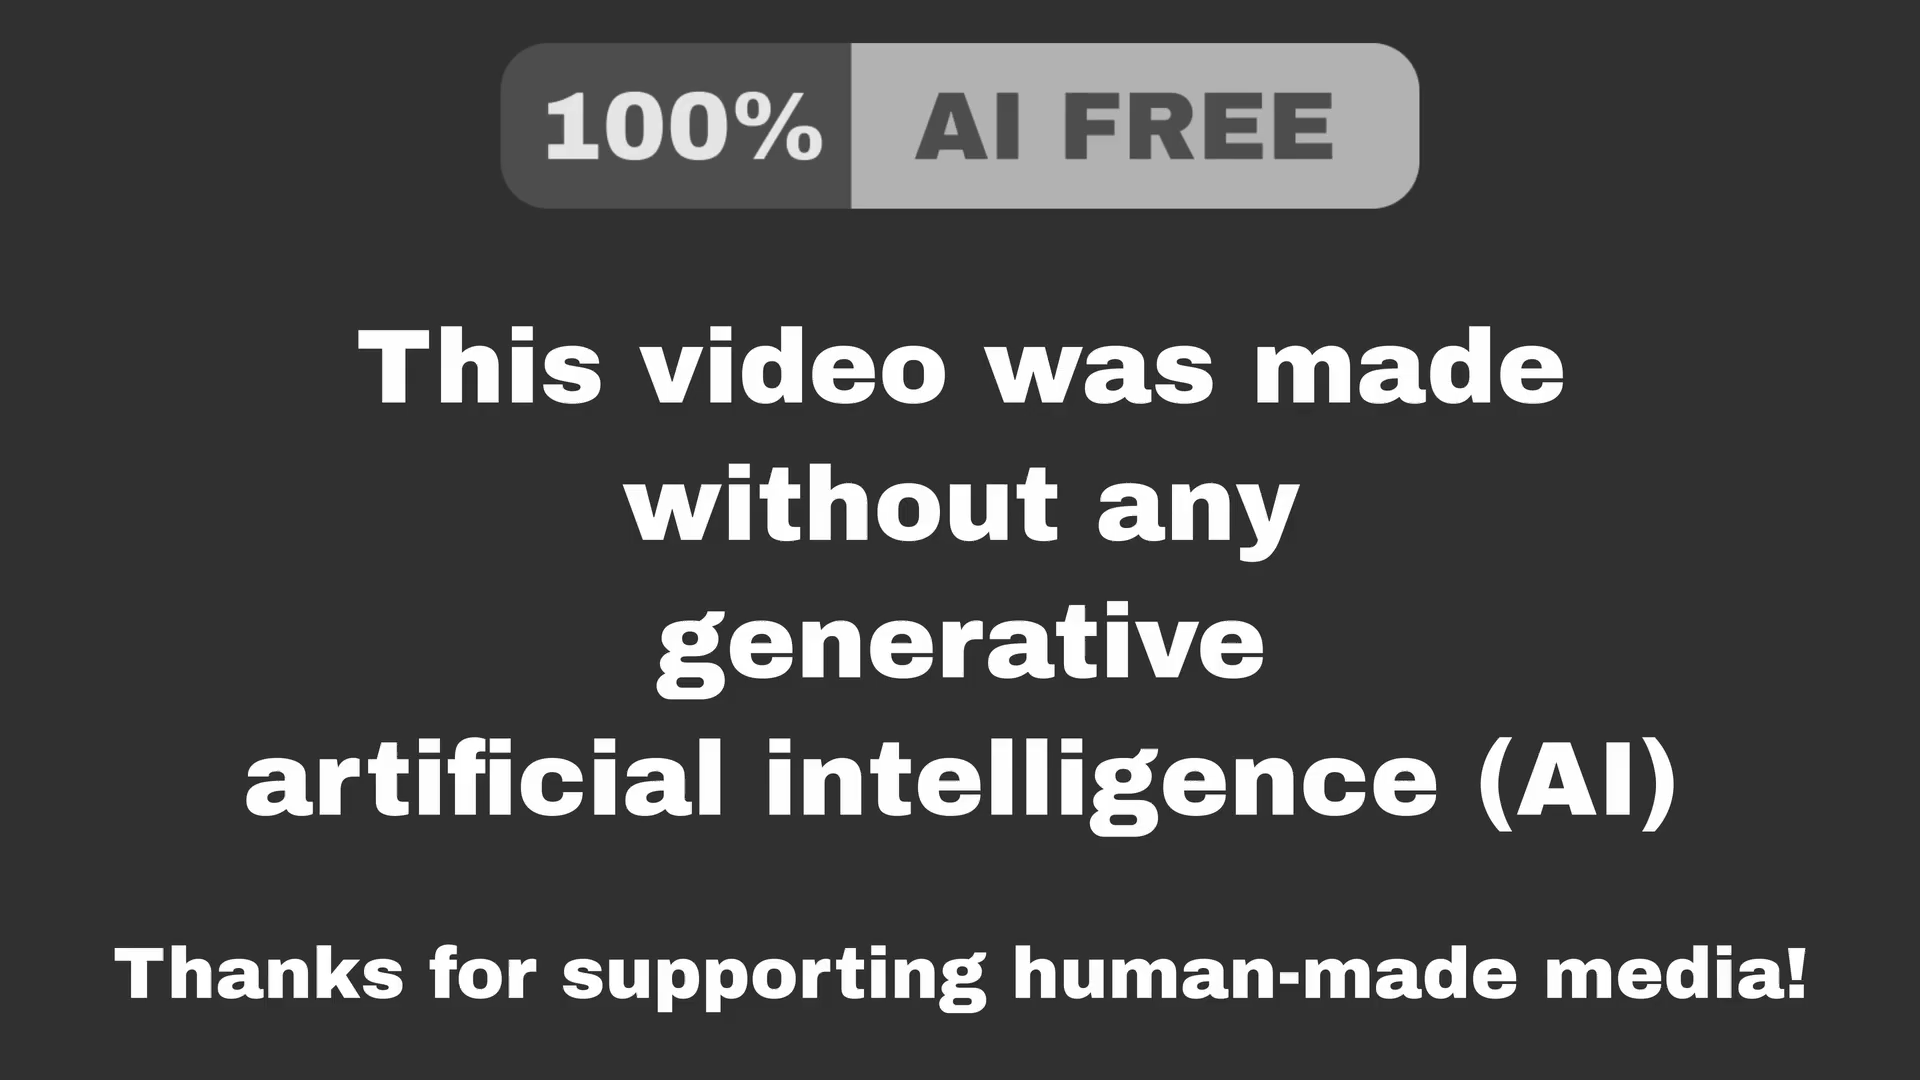 100% AI FREE
This video was made
without any
generative
artificial intelligence (AI)
Thanks for supporting human-made media!